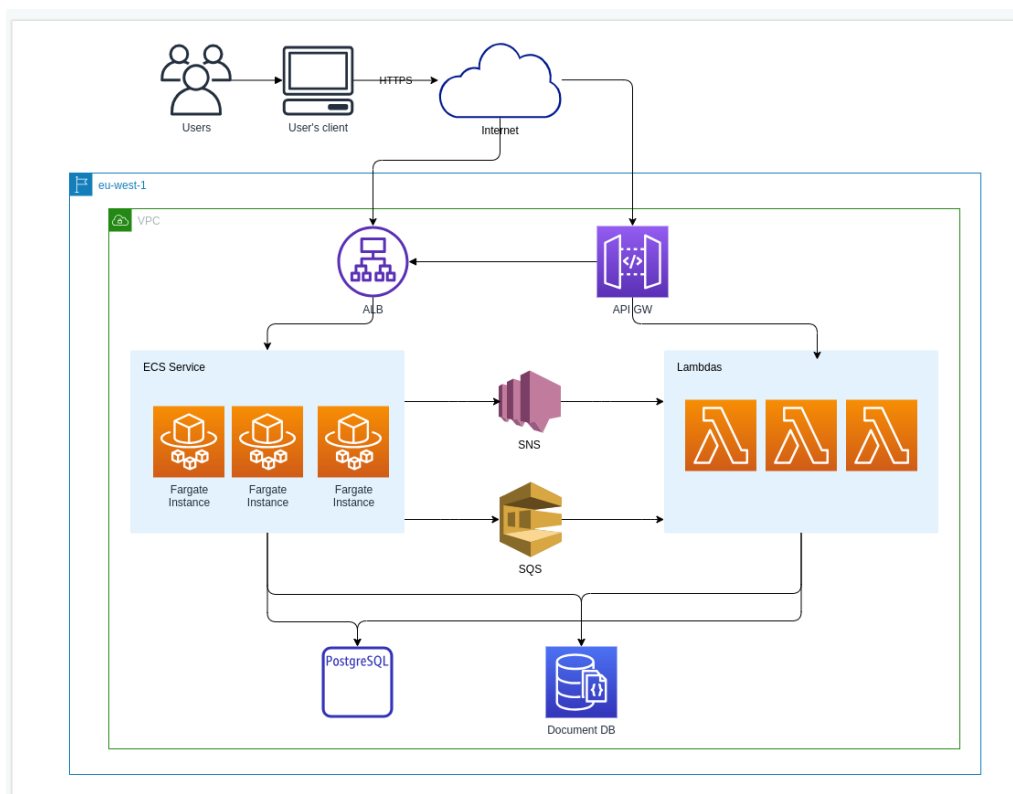 Users
User's client
HTTPS
Internet
eu-west-1
VPC
ALB
API GW
ECS Service
Lambdas
Fargate
Instance
Fargate
Instance
Fargate
Instance
SNS
SQS
PostgreSQL
Document DB